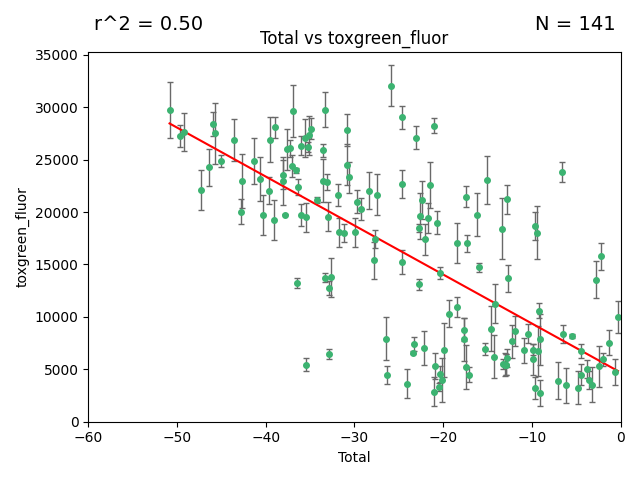 r^2 = 0.50 N = 141
Total vs toxgreen_fluor
35000
30000
25000
20000
15000
10000
5000
0
toxgreen_fluor
−60 −50 −40 −30 −20 −10 0
Total